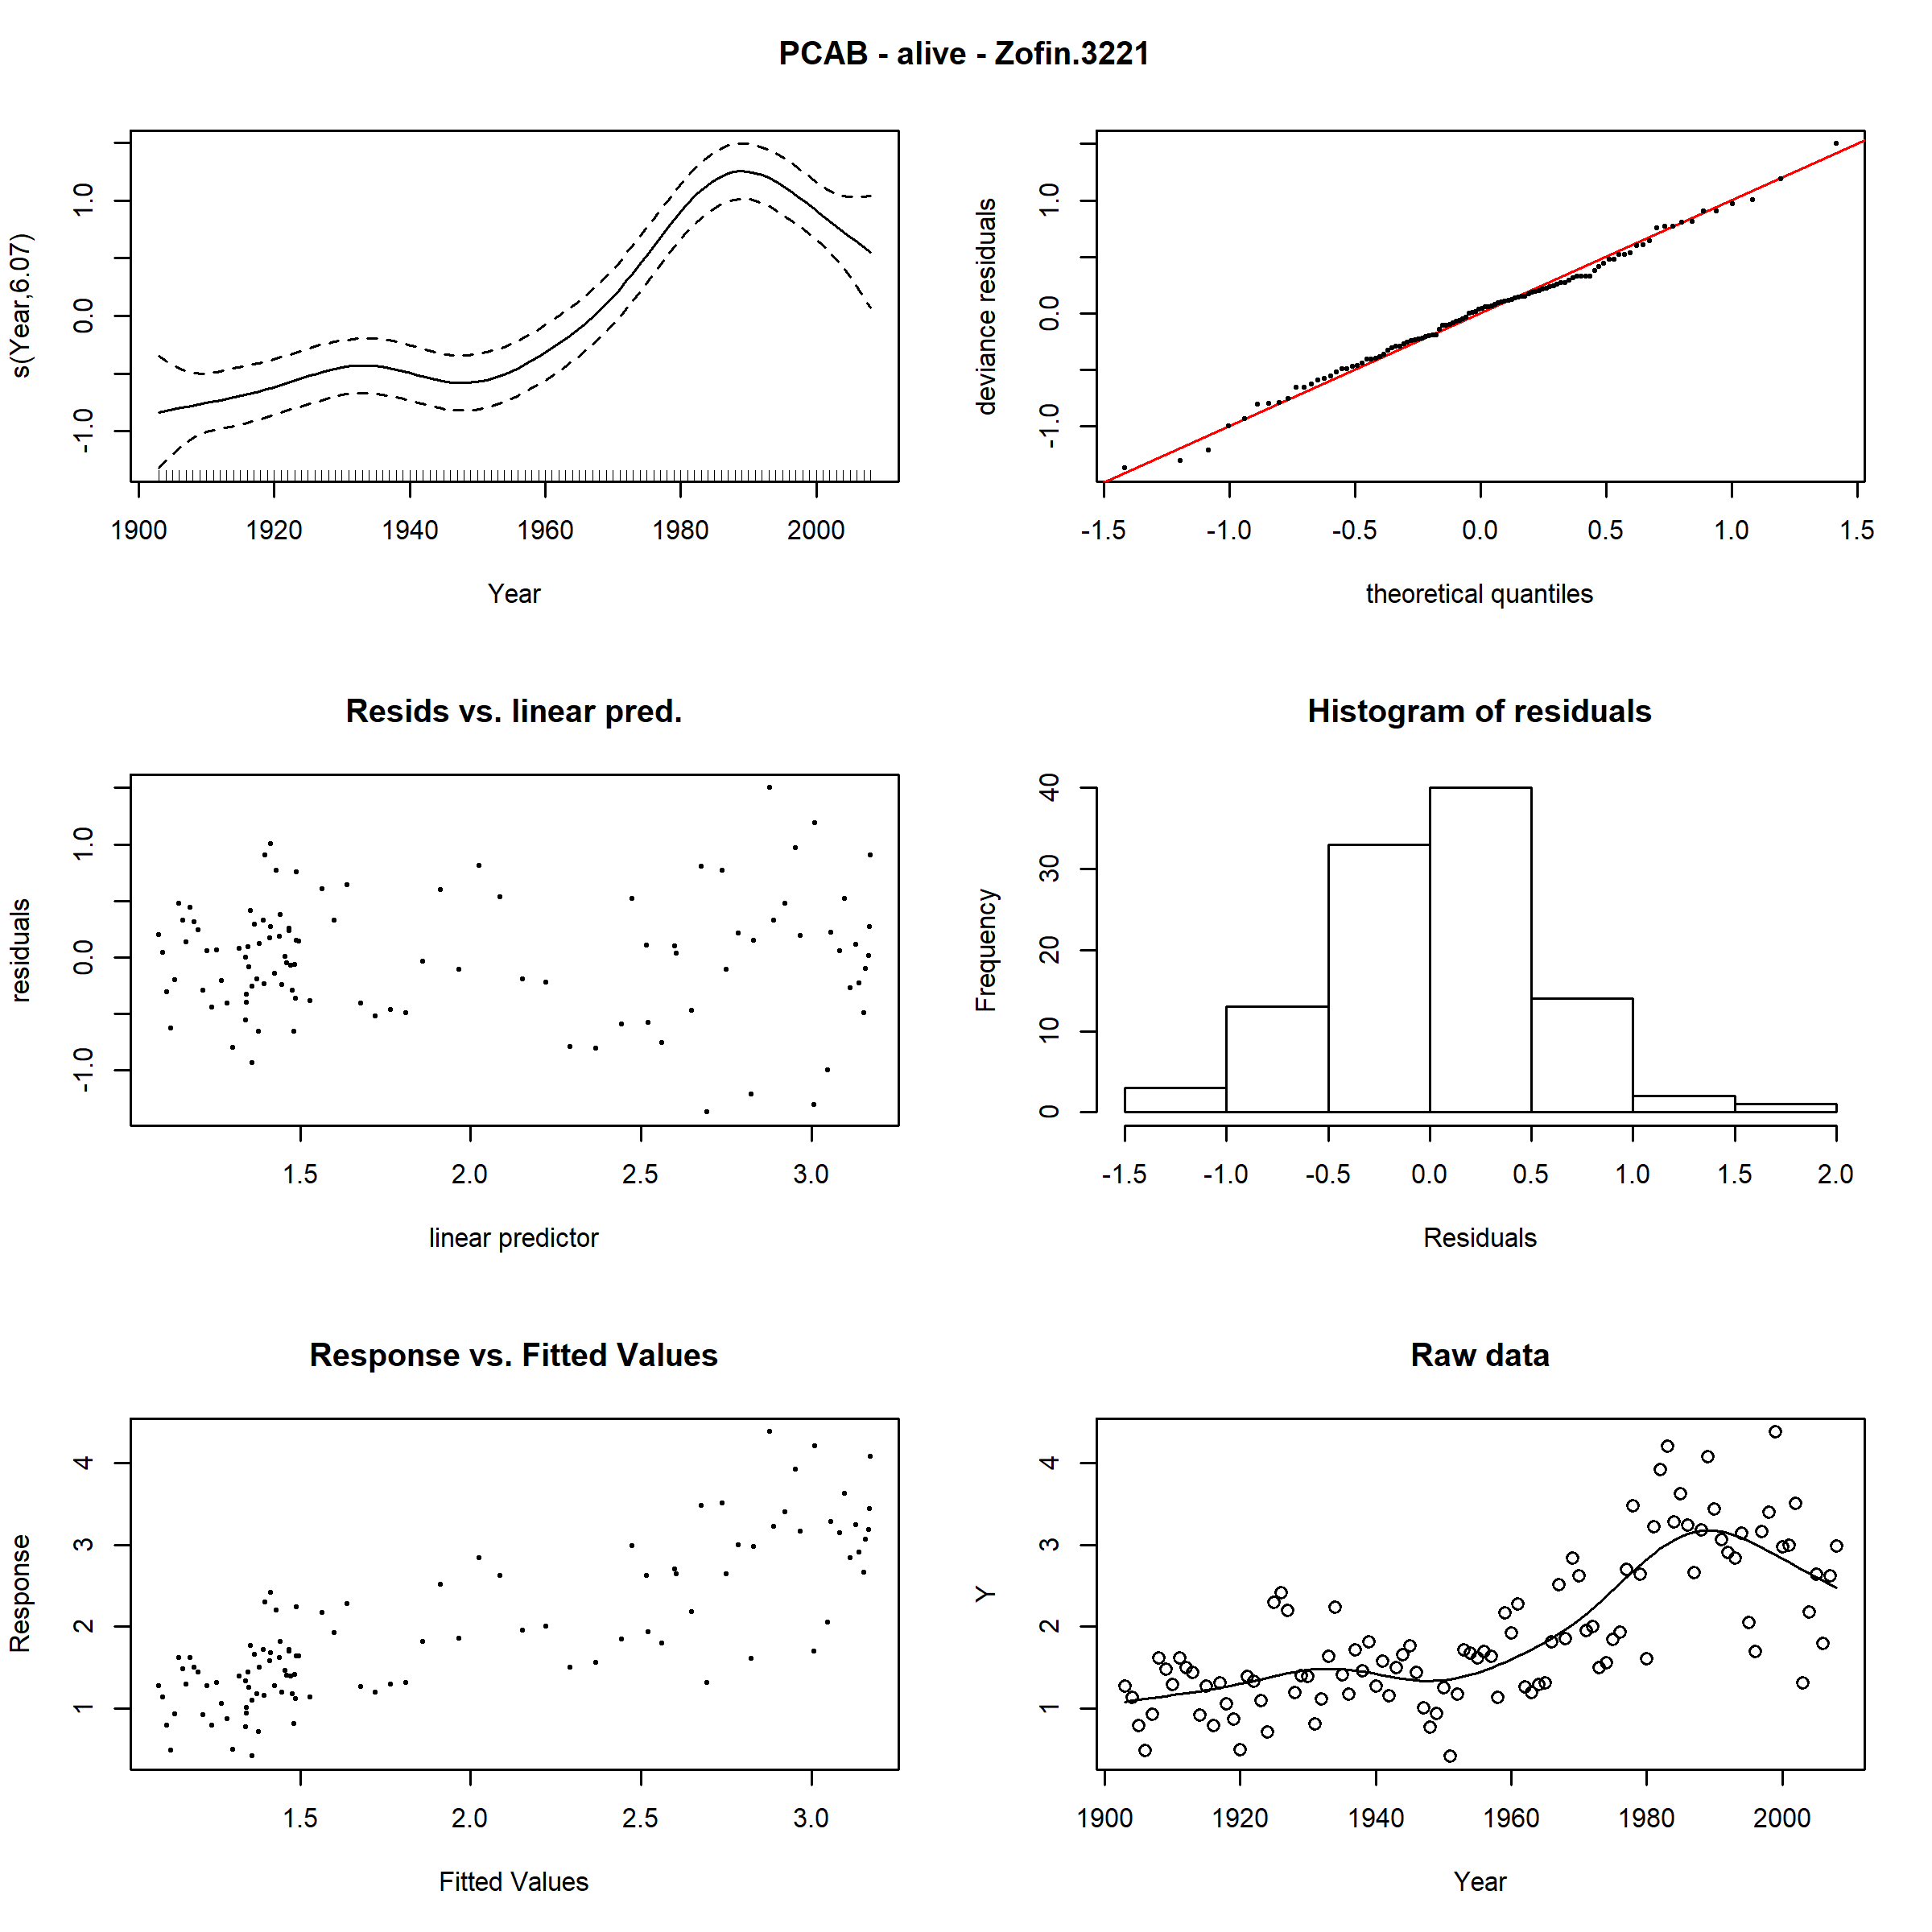 PCAB - alive - Zofin.3221
s(Year,6.07)
1.0
0.0
-1.0
1900 1920 1940 1960 1980 2000
Year
deviance residuals
1.0
0.0
-1.0
-1.5 -1.0 -0.5 0.0 0.5 1.0 1.5
theoretical quantiles
Resids vs. linear pred.
residuals
1.0
0.0
-1.0
1.5 2.0 2.5 3.0
linear predictor
Histogram of residuals
Frequency
40
30
20
10
0
-1.5 -1.0 -0.5 0.0 0.5 1.0 1.5 2.0
Residuals
Response vs. Fitted Values
Response
4
3
2
1
1.5 2.0 2.5 3.0
Fitted Values
Raw data
Y
4
3
2
1
1900 1920 1940 1960 1980 2000
Year